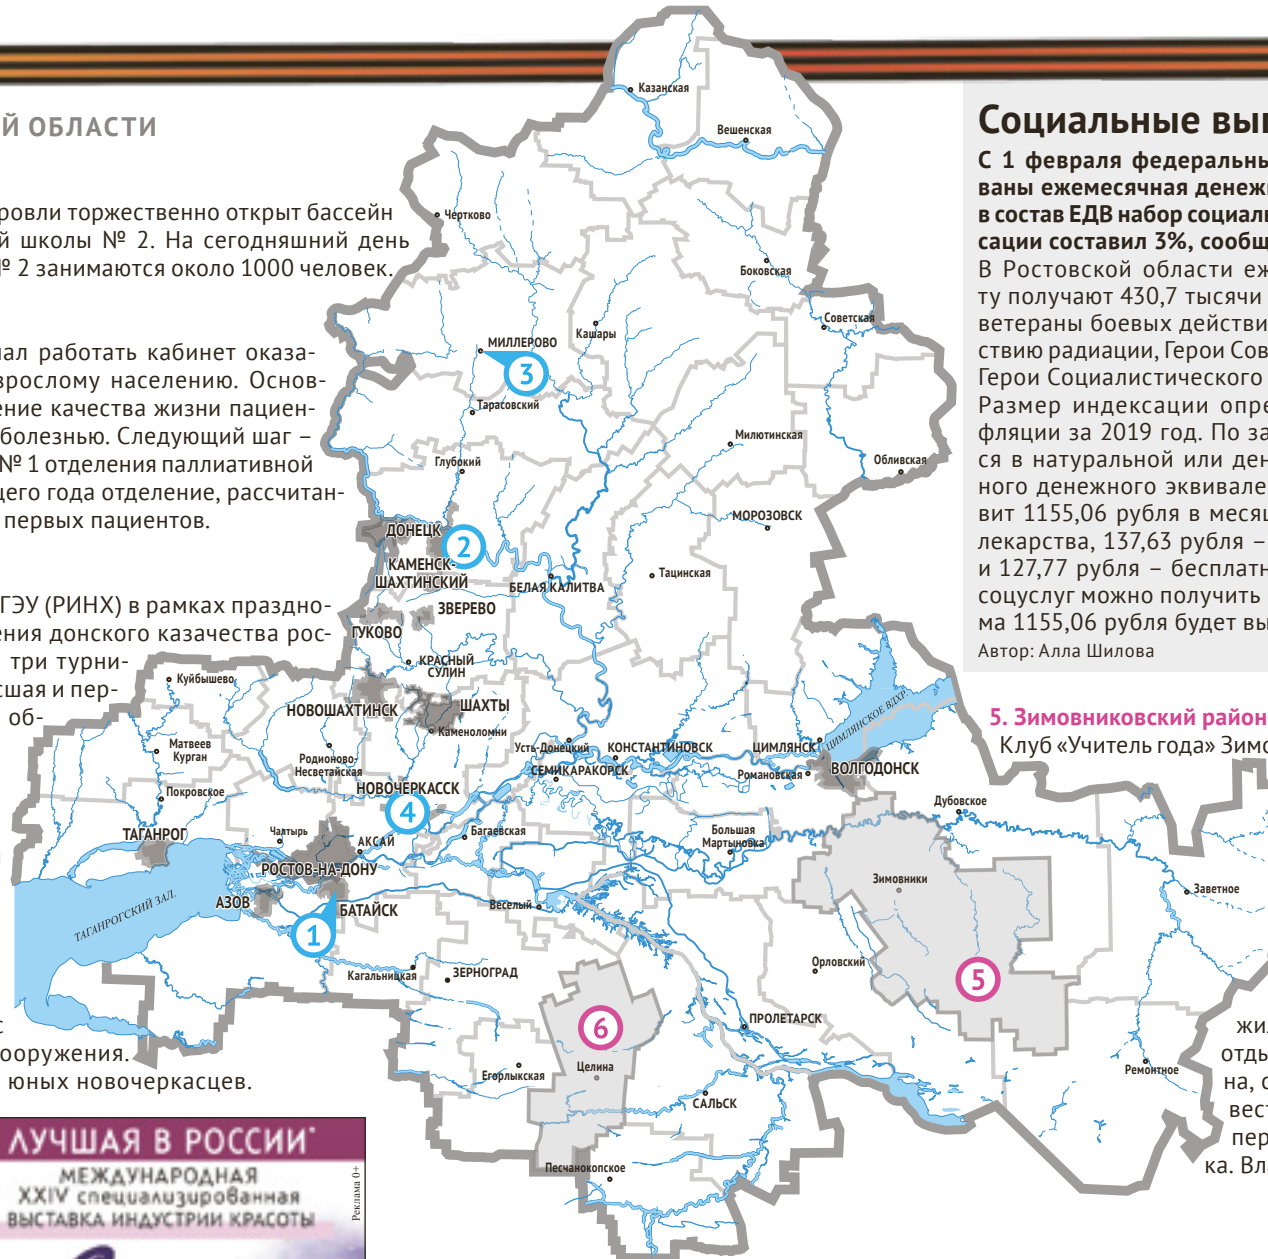 Й ОБЛАСТИ
ровли торжественно открыт бассейн
й школы № 2. На сегодняшний день
№ 2 занимаются около 1000 человек.
ал работать кабинет оказа-
зрослому населению. Основ-
ение качества жизни пациен-
болезнью. Следующий шаг –
№ 1 отделения паллиативной
щего года отделение, рассчитан-
первых пациентов.
ГЭУ (РИНХ) в рамках праздно-
ения донского казачества рос-
три турни-
сшая и пер-
об-
с
ооружения.
юных новочеркасцев.
ЛУЧШАЯ В РОССИИ*
МЕЖДУНАРОДНАЯ
XXIV специализированная
ВЫСТАВКА ИНДУСТРИИ КРАСОТЫ
Реклама 0+
Казанская
Вешенская
Чертково
Боковская
Советская
Кашары
МИЛЛЕРОВО
3
Тарасовский
Милютинская
Обливская
Глубокий
МОРОЗОВСК
ДОНЕЦК
2
КАМЕНСК-
ШАХТИНСКИЙ
БЕЛАЯ КАЛИТВА
Тацинская
ЗВЕРЕВО
ГУКОВО
КРАСНЫЙ
СУЛИН
Куйбышево
НОВОШАХТИНСК
ШАХТЫ
Каменоломни
ЦИМЛЯНСКОЕ ВДХР.
Матвеев
Курган
Родионово-
Несветайская
Усть-Донецкий
КОНСТАНТИНОВСК
ЦИМЛЯНСК
СЕМИКАРАКОРСК
Романовская
ВОЛГОДОНСК
Покровское
НОВОЧЕРКАССК
4
Дубовское
ТАГАНРОГ
Чалтырь
АКСАЙ
Багаевская
Большая
Мартыновка
РОСТОВ-НА-ДОНУ
Зимовники
Заветное
АЗОВ
БАТАЙСК
Веселый
ТАГАНРОГСКИЙ ЗАЛ.
1
Кагальницкая
ЗЕРНОГРАД
Орловский
5
6
ПРОЛЕТАРСК
Егорлыкская
Целина
Ремонтное
САЛЬСК
Песчанокопское
Социальные вып
С 1 февраля федеральны
ваны ежемесячная денежн
в состав ЕДВ набор социаль
сации составил 3%, сообщ
В Ростовской области еж
ту получают 430,7 тысячи
ветераны боевых действи
ствию радиации, Герои Сов
Герои Социалистического
Размер индексации опре
фляции за 2019 год. По за
ся в натуральной или ден
ного денежного эквивале
вит 1155,06 рубля в месяц
лекарства, 137,63 рубля –
и 127,77 рубля – бесплатн
соцуслуг можно получить
ма 1155,06 рубля будет вы
Автор: Алла Шилова
5. Зимовниковский район
Клуб «Учитель года» Зимо
жил
отды
на, с
вест
пер
ка. Вла